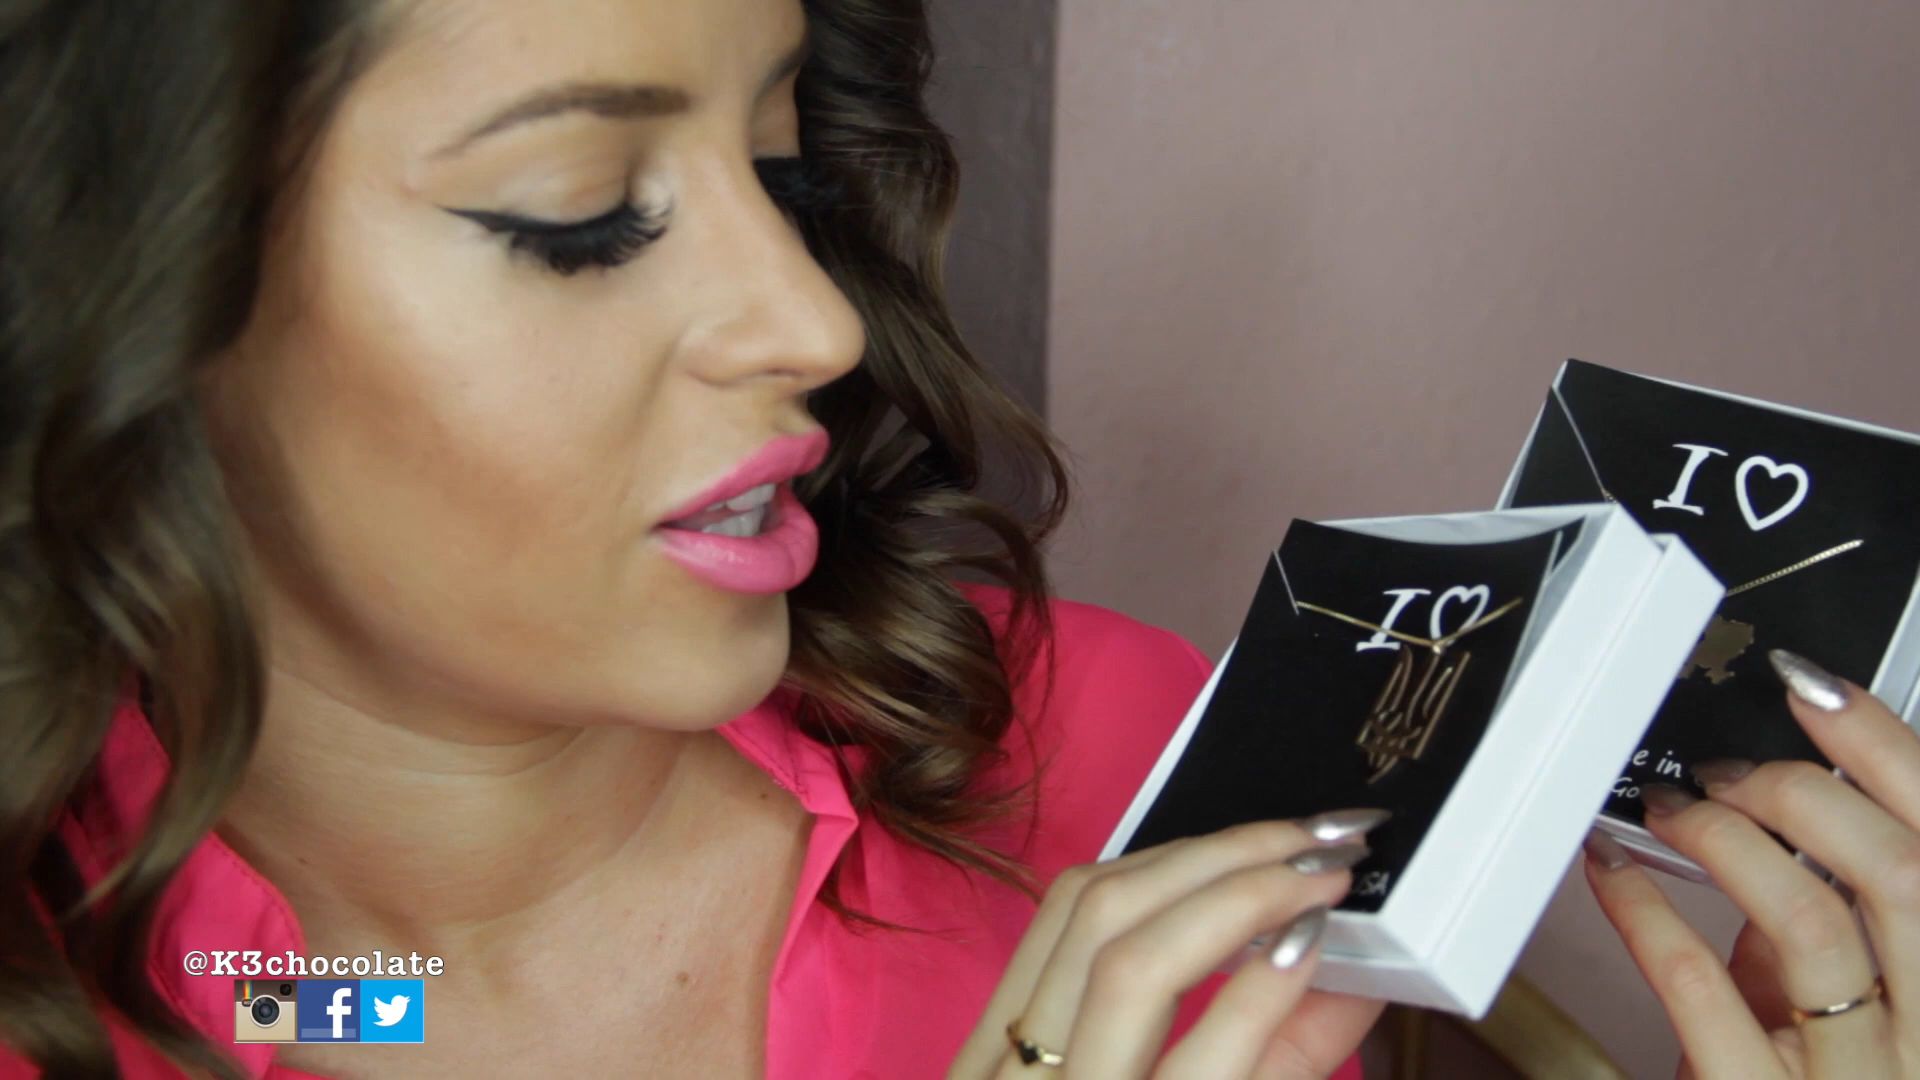 I ♡
I ♡
e in
Go
USA
@K3chocolate
f